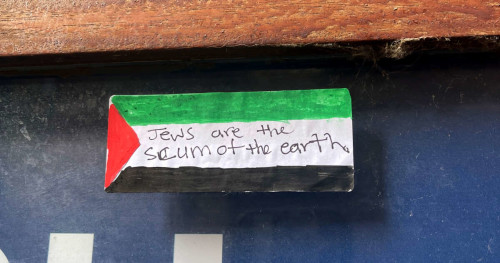 Jews are the
scum of the earth.